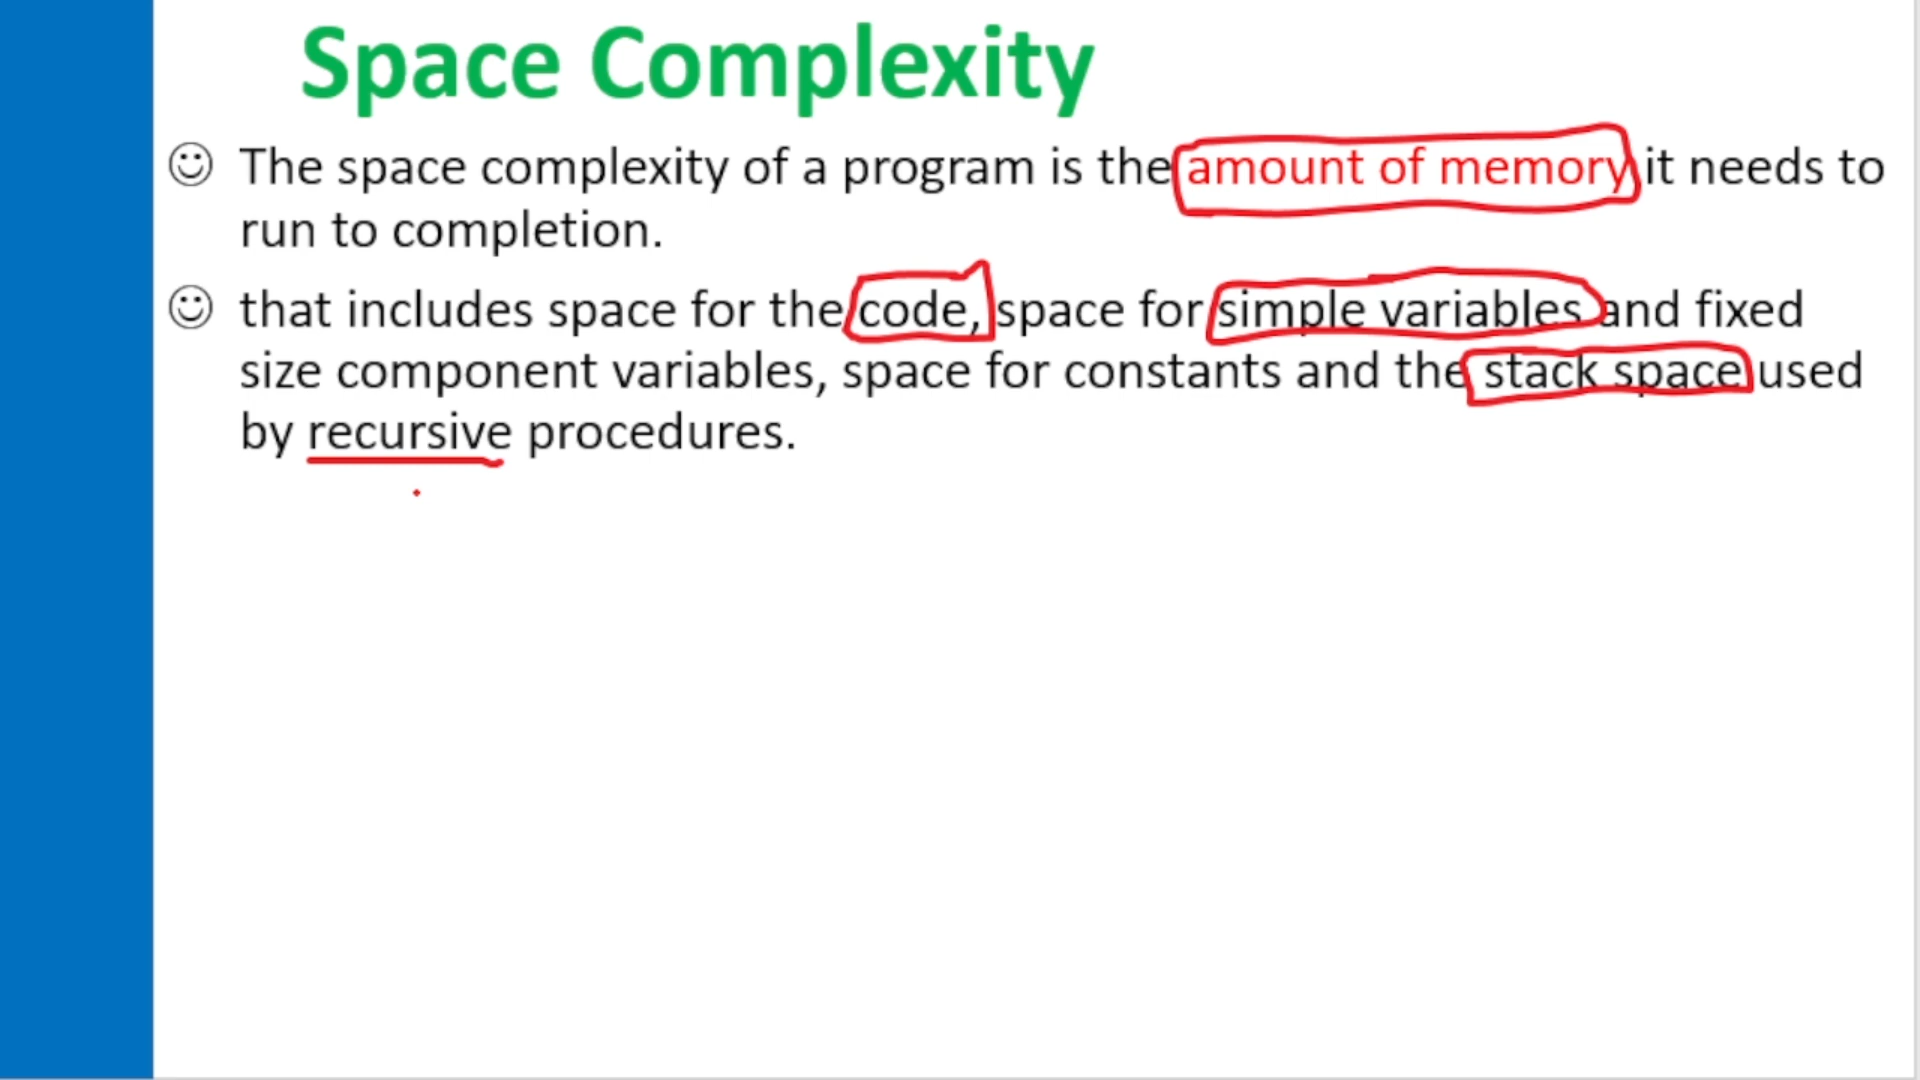 Space Complexity
The space complexity of a program is the amount of memory it needs to
run to completion.
that includes space for the code, space for simple variables and fixed
size component variables, space for constants and the stack space used
by recursive procedures.